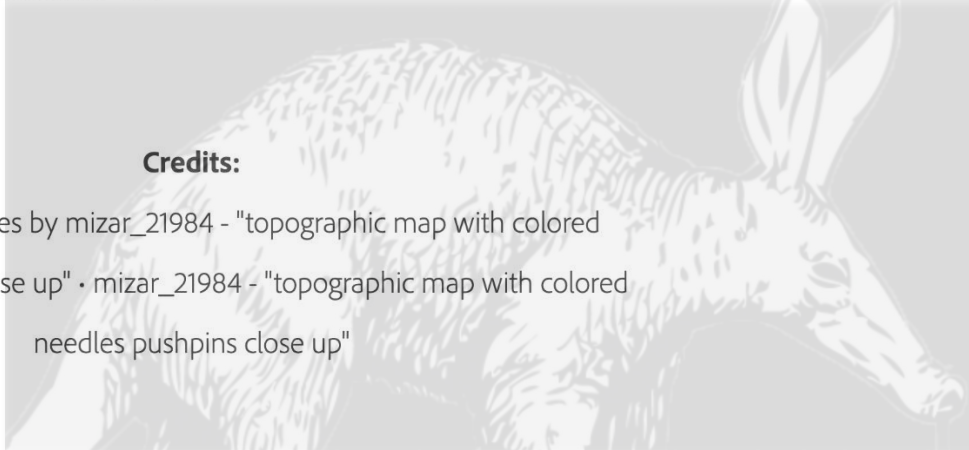 Credits:
es by mizar_21984 - "topographic map with colored
se up" • mizar_21984 - "topographic map with colored
needles pushpins close up"